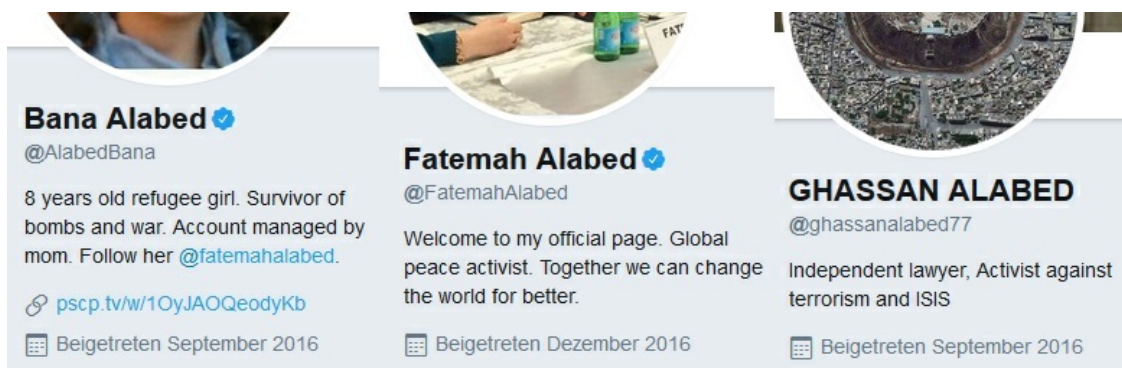 Bana Alabed
@AlabedBana
8 years old refugee girl. Survivor of
bombs and war. Account managed by
mom. Follow her @fatemahalabed.
pscp.tv/w/1OyJAOQeodyKb
Beigetreten September 2016
FAT
Fatemah Alabed
@FatemahAlabed
Welcome to my official page. Global
peace activist. Together we can change
the world for better.
Beigetreten Dezember 2016
GHASSAN ALABED
@ghassanalabed77
Independent lawyer, Activist against
terrorism and ISIS
Beigetreten September 2016